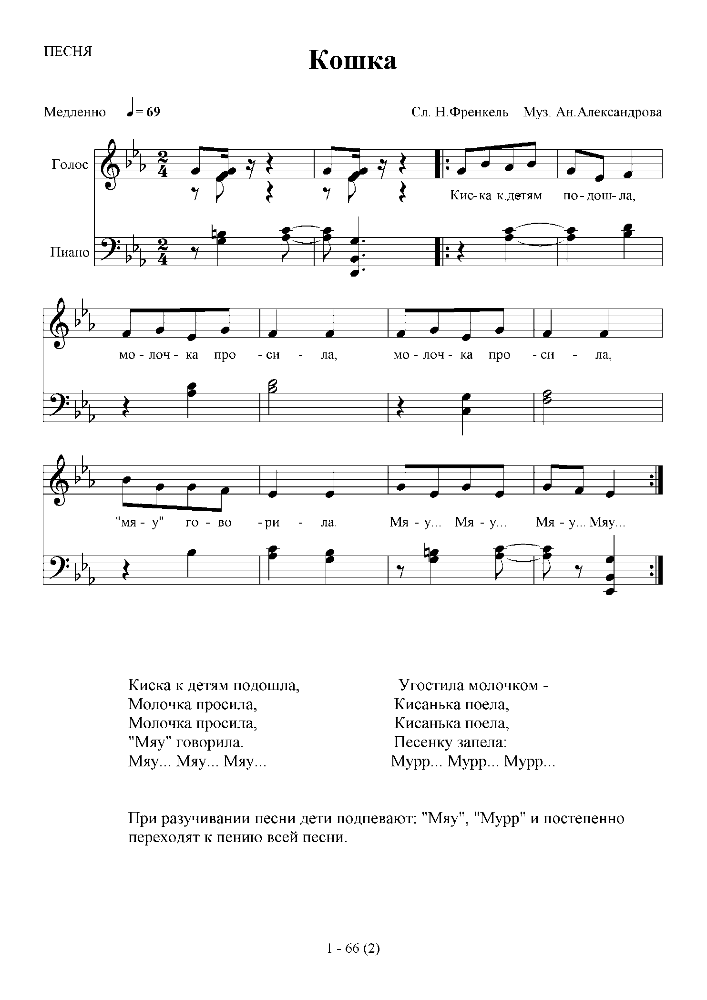 ПЕСНЯ
Кошка
Медленно = 69 Сл. Н.Френкель Муз. Ан.Александрова
Голос
2 4
Кис-ка к.де-тям по-дош-ла,
Пиано
2 4
мо - лоч - ка про - си - ла, мо - лоч - ка про - си - ла,
"мя - у" го - во - ри - ла. Мя - у... Мя - у... Мя - у... Мяу...
Киска к детям подошла,
Молочка просила,
Молочка просила,
"Мяу" говорила.
Мяу... Мяу... Мяу...
Угостила молочком -
Кисанька поела,
Кисанька поела,
Песенку запела:
Мурр... Мурр... Мурр...
При разучивании песни дети подпевают: "Мяу", "Мурр" и постепенно
переходят к пению всей песни.
1 - 66 (2)